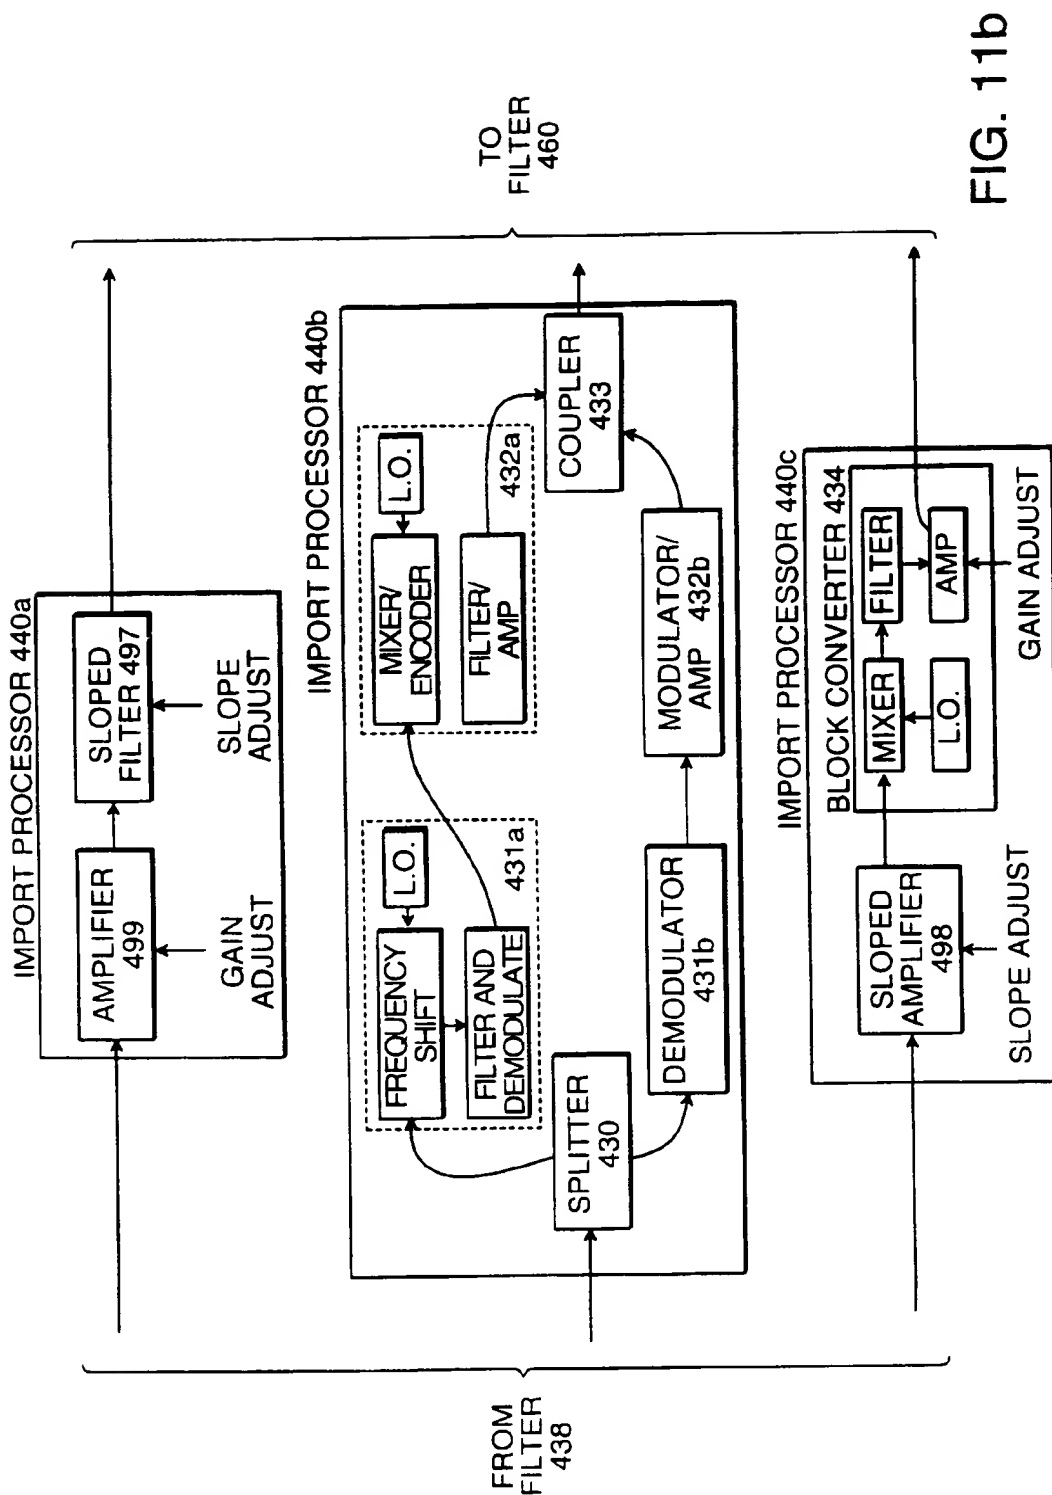 IMPORT PROCESSOR 440a
AMPLIFIER
499
SLOPED
FILTER 497
GAIN
ADJUST
SLOPE
ADJUST
FROM
FILTER
438
TO
FILTER
460
IMPORT PROCESSOR 440b
SPLITTER
430
FREQUENCY
SHIFT
L.O.
FILTER AND
DEMODULATE
431a
MIXER/
ENCODER
L.O.
FILTER/
AMP
432a
DEMODULATOR
431b
MODULATOR/
AMP 432b
COUPLER
433
IMPORT PROCESSOR 440c
BLOCK CONVERTER 434
SLOPED
AMPLIFIER
498
MIXER
FILTER
L.O.
AMP
SLOPE ADJUST
GAIN ADJUST
FIG. 11b